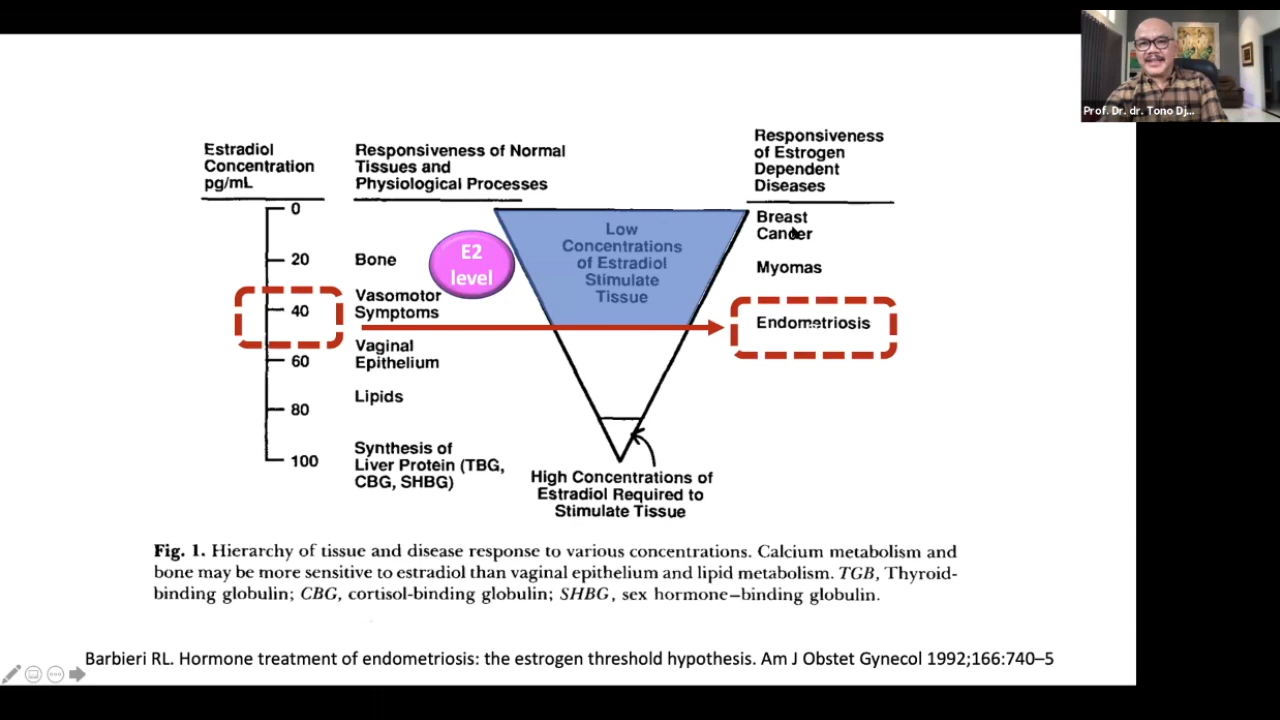 Prof. Dr. dr. Tono Dj...
Estradiol
Concentration
pg/mL
0
20
40
60
80
100
Responsiveness of Normal
Tissues and
Physiological Processes
Bone
Vasomotor
Symptoms
Vaginal
Epithelium
Lipids
Synthesis of
Liver Protein (TBG,
CBG, SHBG)
E2
level
Low
Concentrations
of Estradiol
Stimulate
Tissue
High Concentrations of
Estradiol Required to
Stimulate Tissue
Responsiveness
of Estrogen
Dependent
Diseases
Breast
Cancer
Myomas
Endometriosis
Fig. 1. Hierarchy of tissue and disease response to various concentrations. Calcium metabolism and
bone may be more sensitive to estradiol than vaginal epithelium and lipid metabolism. TGB, Thyroid-
binding globulin; CBG, cortisol-binding globulin; SHBG, sex hormone–binding globulin.
Barbieri RL. Hormone treatment of endometriosis: the estrogen threshold hypothesis. Am J Obstet Gynecol 1992;166:740–5